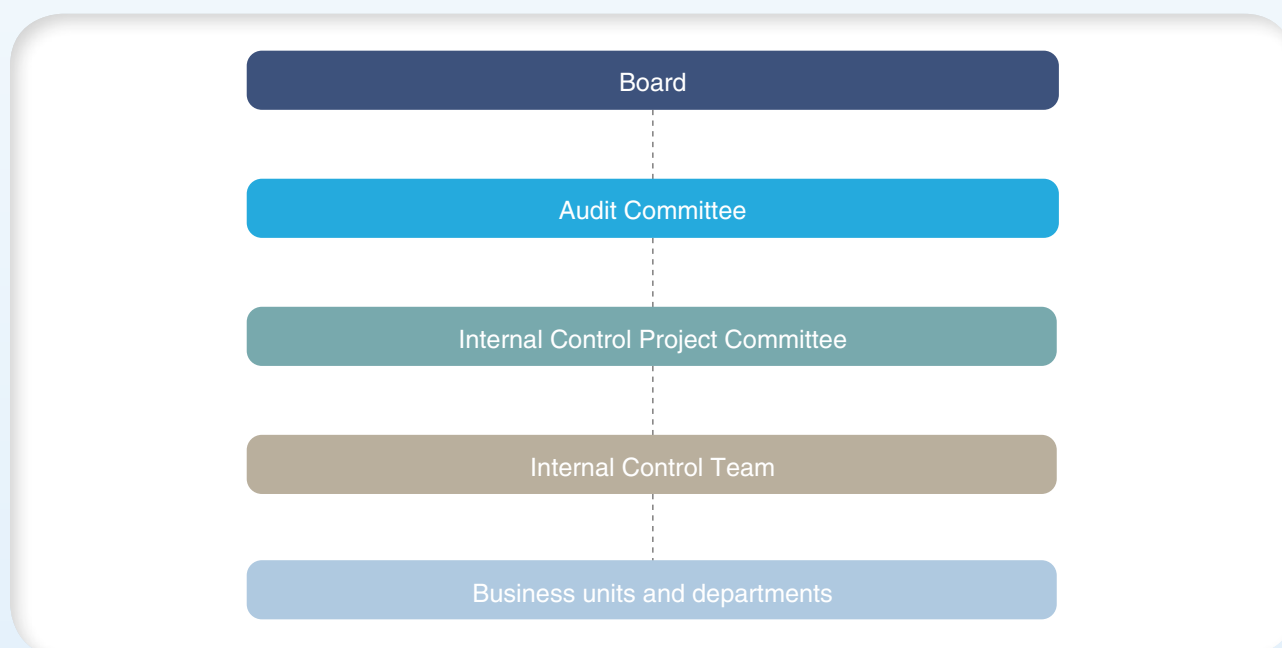 Board
Audit Committee
Internal Control Project Committee
Internal Control Team
Business units and departments